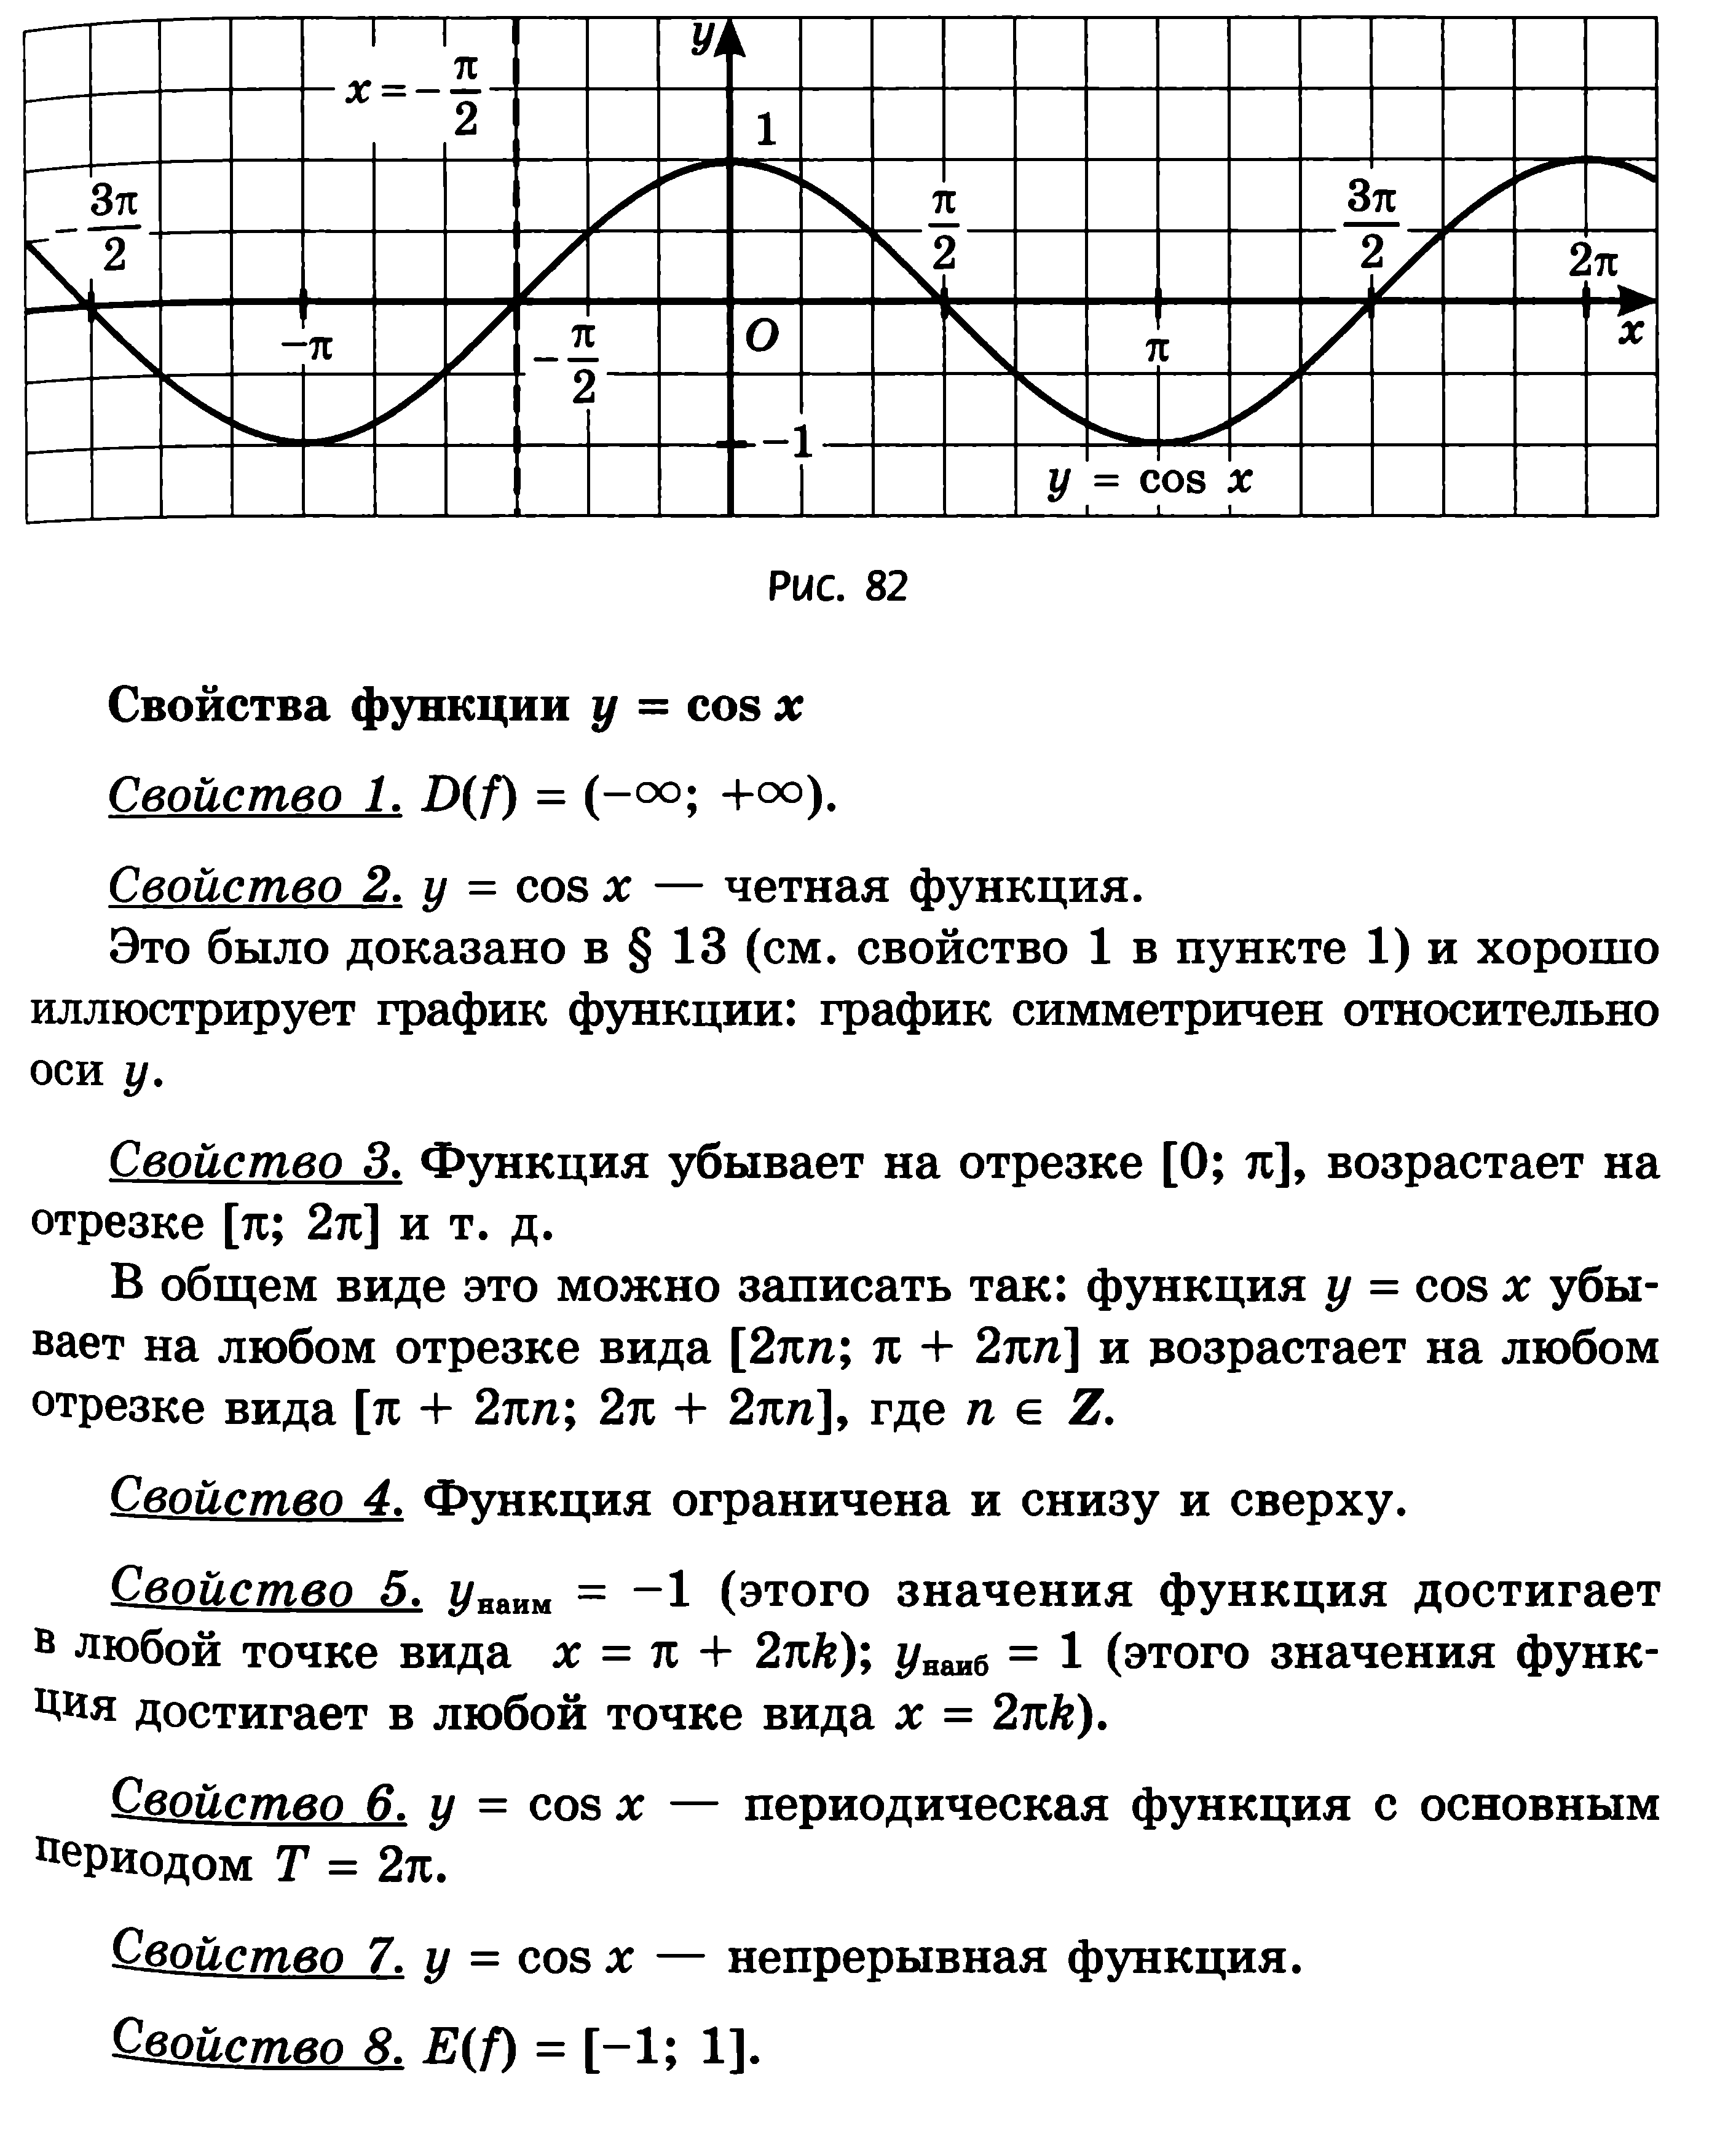 y
x = −π/2
1
−3π/2
π/2
3π/2
2π
−π
−π/2
O
π
x
−1
y = cos x
Рис. 82
Свойства функции y = cos x
Свойство 1. D(f) = (−∞; +∞).
Свойство 2. y = cos x — четная функция.
Это было доказано в § 13 (см. свойство 1 в пункте 1) и хорошо
иллюстрирует график функции: график симметричен относительно
оси y.
Свойство 3. Функция убывает на отрезке [0; π], возрастает на
отрезке [π; 2π] и т. д.
В общем виде это можно записать так: функция y = cos x убы-
вает на любом отрезке вида [2πn; π + 2πn] и возрастает на любом
отрезке вида [π + 2πn; 2π + 2πn], где n ∈ Z.
Свойство 4. Функция ограничена и снизу и сверху.
Свойство 5. yнаим = −1 (этого значения функция достигает
в любой точке вида x = π + 2πk); yнаиб = 1 (этого значения функ-
ция достигает в любой точке вида x = 2πk).
Свойство 6. y = cos x — периодическая функция с основным
периодом T = 2π.
Свойство 7. y = cos x — непрерывная функция.
Свойство 8. E(f) = [−1; 1].